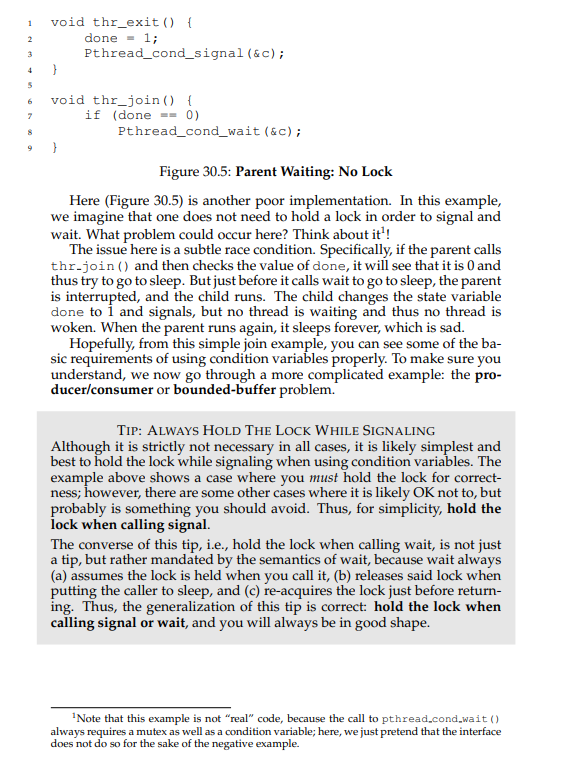 1 void thr_exit() {
2 done = 1;
3 Pthread_cond_signal(&c);
4 }
5
6 void thr_join() {
7 if (done == 0)
8 Pthread_cond_wait(&c);
9 }
Figure 30.5: Parent Waiting: No Lock
Here (Figure 30.5) is another poor implementation. In this example,
we imagine that one does not need to hold a lock in order to signal and
wait. What problem could occur here? Think about it¹!
The issue here is a subtle race condition. Specifically, if the parent calls
thr_join() and then checks the value of done, it will see that it is 0 and
thus try to go to sleep. But just before it calls wait to go to sleep, the parent
is interrupted, and the child runs. The child changes the state variable
done to 1 and signals, but no thread is waiting and thus no thread is
woken. When the parent runs again, it sleeps forever, which is sad.
Hopefully, from this simple join example, you can see some of the ba-
sic requirements of using condition variables properly. To make sure you
understand, we now go through a more complicated example: the pro-
ducer/consumer or bounded-buffer problem.
TIP: ALWAYS HOLD THE LOCK WHILE SIGNALING
Although it is strictly not necessary in all cases, it is likely simplest and
best to hold the lock while signaling when using condition variables. The
example above shows a case where you must hold the lock for correct-
ness; however, there are some other cases where it is likely OK not to, but
probably is something you should avoid. Thus, for simplicity, hold the
lock when calling signal.
The converse of this tip, i.e., hold the lock when calling wait, is not just
a tip, but rather mandated by the semantics of wait, because wait always
(a) assumes the lock is held when you call it, (b) releases said lock when
putting the caller to sleep, and (c) re-acquires the lock just before return-
ing. Thus, the generalization of this tip is correct: hold the lock when
calling signal or wait, and you will always be in good shape.
¹Note that this example is not "real" code, because the call to pthread_cond_wait()
always requires a mutex as well as a condition variable; here, we just pretend that the interface
does not do so for the sake of the negative example.